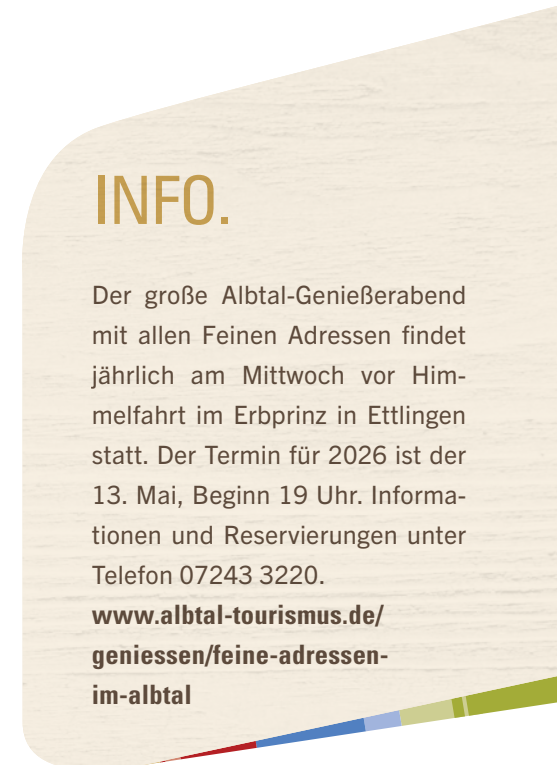 INFO.
Der große Albtal-Genießerabend
mit allen Feinen Adressen findet
jährlich am Mittwoch vor Him-
melfahrt im Erbprinz in Ettlingen
statt. Der Termin für 2026 ist der
13. Mai, Beginn 19 Uhr. Informa-
tionen und Reservierungen unter
Telefon 07243 3220.
www.albtal-tourismus.de/
geniessen/feine-adressen-
im-albtal